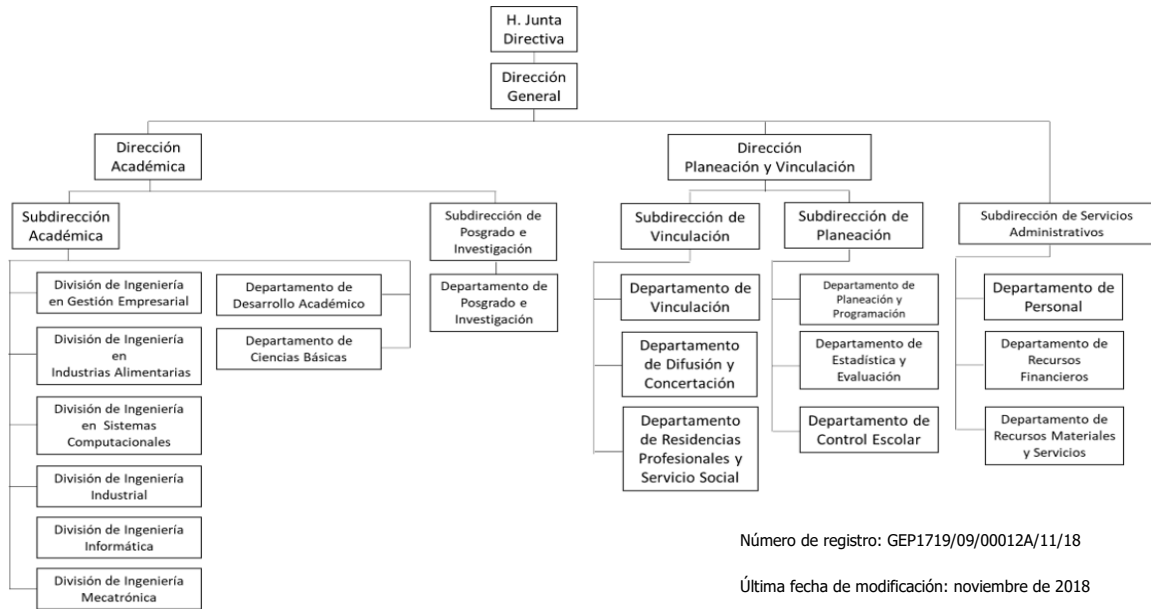 H. Junta
Directiva
Dirección
General
Dirección
Académica
Dirección
Planeación y Vinculación
Subdirección
Académica
Subdirección de
Posgrado e
Investigación
Subdirección de
Vinculación
Subdirección de
Planeación
Subdirección de Servicios
Administrativos
División de Ingeniería
en Gestión Empresarial
División de Ingeniería
en
Industrias Alimentarias
División de Ingeniería
en Sistemas
Computacionales
División de Ingeniería
Industrial
División de Ingeniería
Informática
División de Ingeniería
Mecatrónica
Departamento de
Desarrollo Académico
Departamento de
Ciencias Básicas
Departamento de
Posgrado e
Investigación
Departamento de
Vinculación
Departamento
de Difusión y
Concertación
Departamento
de Residencias
Profesionales y
Servicio Social
Departamento de
Planeación y
Programación
Departamento de
Estadística y
Evaluación
Departamento de
Control Escolar
Departamento de
Personal
Departamento de
Recursos
Financieros
Departamento de
Recursos Materiales
y Servicios
Número de registro: GEP1719/09/00012A/11/18
Última fecha de modificación: noviembre de 2018